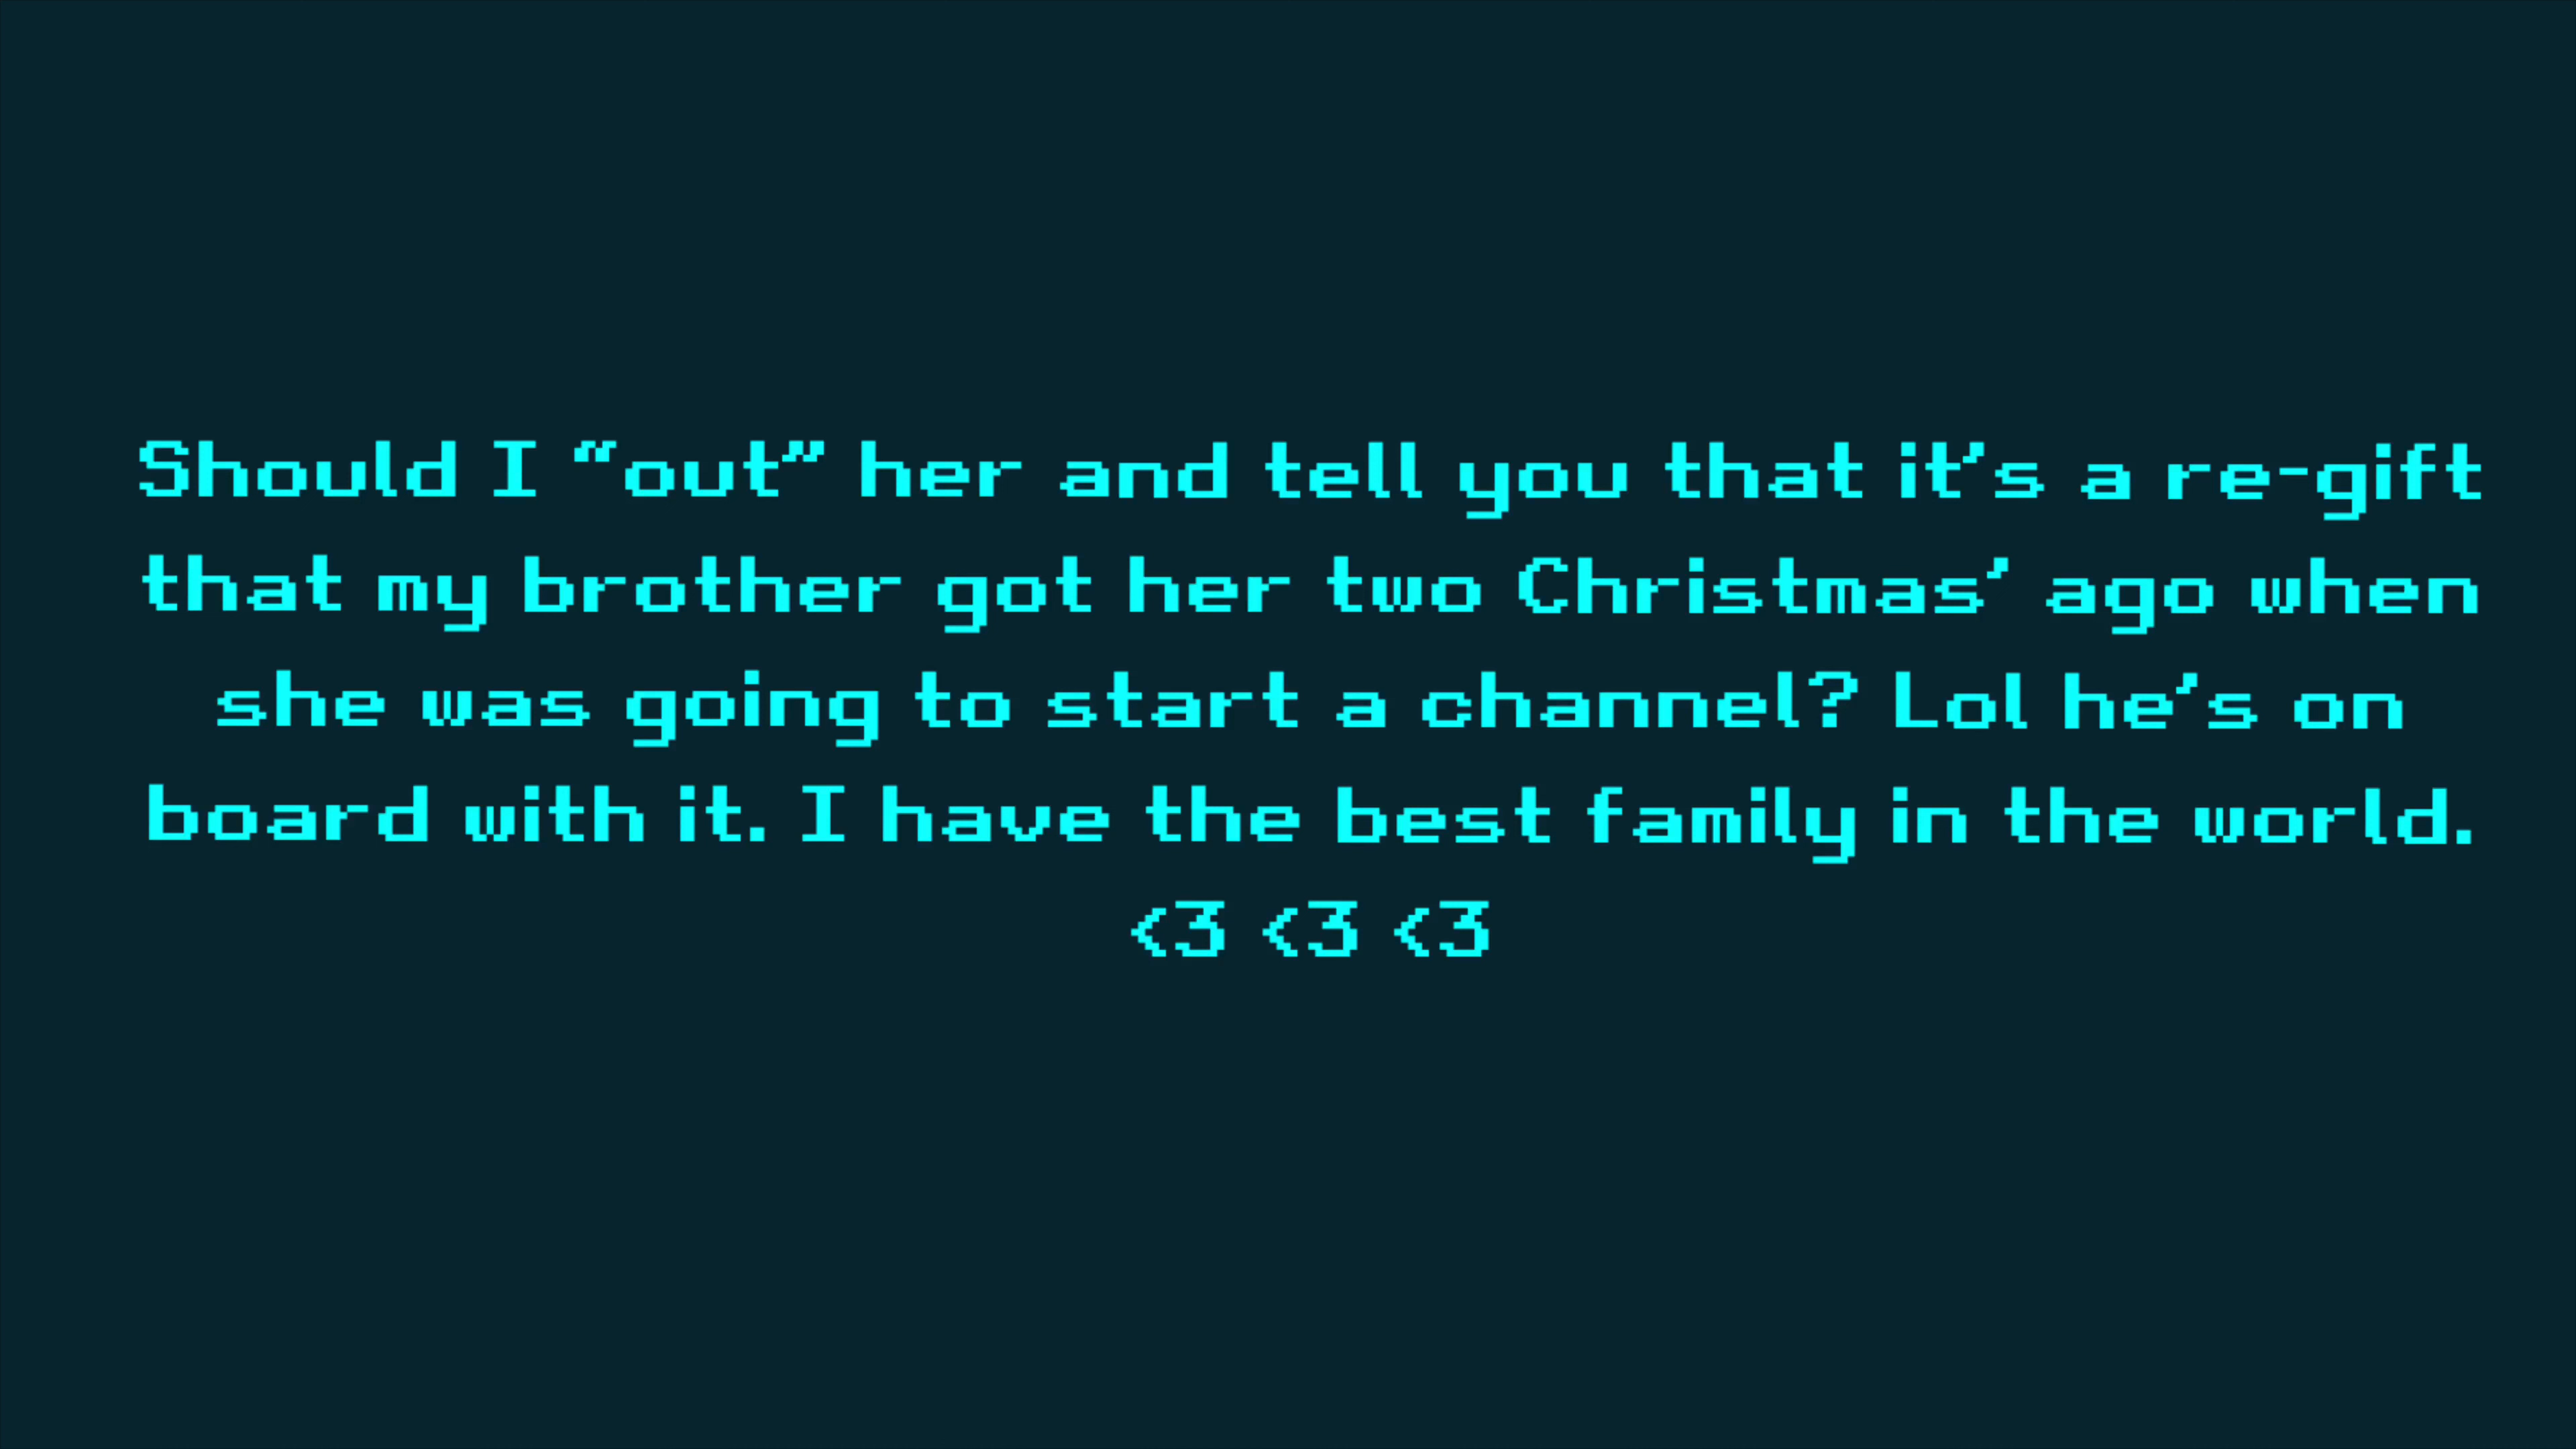 Should I “out” her and tell you that it’s a re-gift
that my brother got her two Christmas’ ago when
she was going to start a channel? Lol he’s on
board with it. I have the best family in the world.
<3 <3 <3